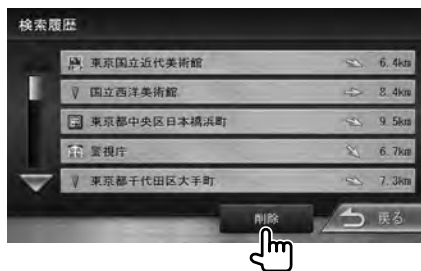 検索履歴
東京国立近代美術館 6.4km
国立西洋美術館 8.4km
東京都中央区日本橋浜町 9.5km
警視庁 6.7km
東京都千代田区大手町 7.3km
削除 戻る